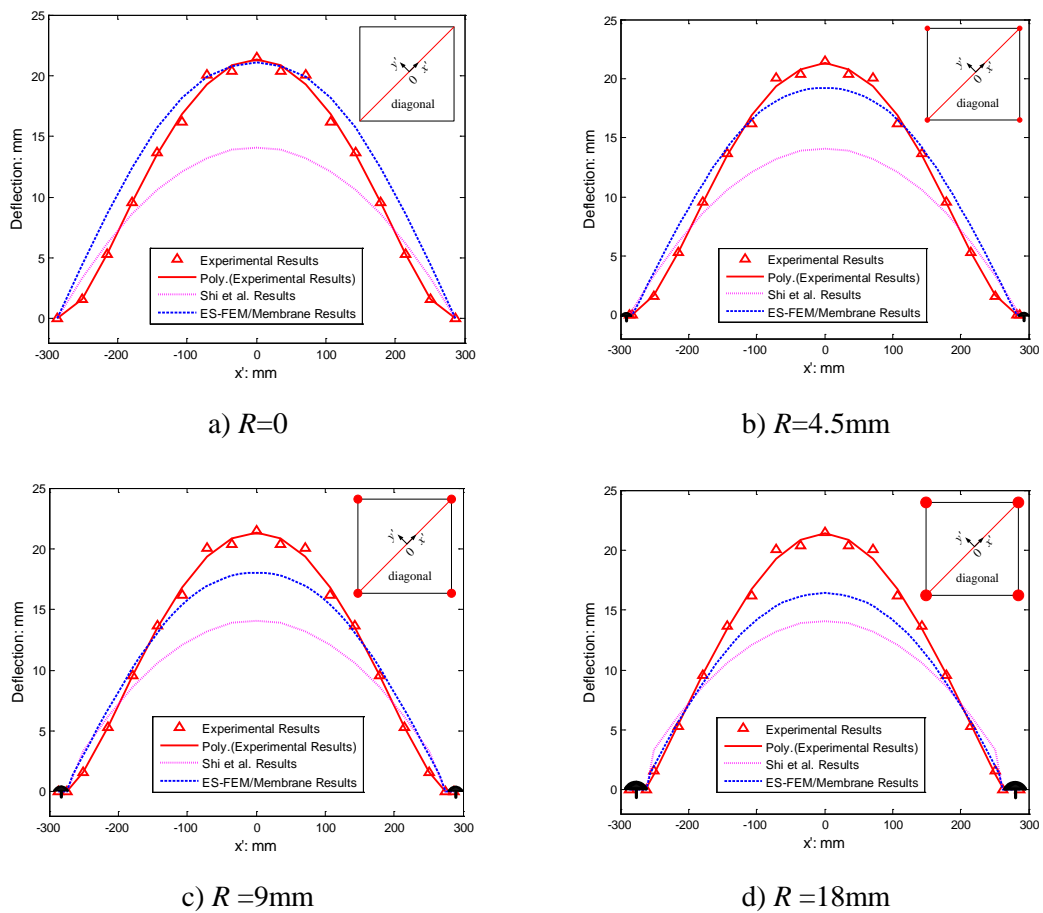 25
20
15
10
5
0
Deflection: mm
y'
x'
0
diagonal
Experimental Results
Poly.(Experimental Results)
Shi et al. Results
ES-FEM/Membrane Results
-300 -200 -100 0 100 200 300
x': mm
a) R=0
25
20
15
10
5
0
Deflection: mm
y'
x'
0
diagonal
Experimental Results
Poly.(Experimental Results)
Shi et al. Results
ES-FEM/Membrane Results
-300 -200 -100 0 100 200 300
x': mm
b) R=4.5mm
25
20
15
10
5
0
Deflection: mm
y'
x'
0
diagonal
Experimental Results
Poly.(Experimental Results)
Shi et al. Results
ES-FEM/Membrane Results
-300 -200 -100 0 100 200 300
x': mm
c) R =9mm
25
20
15
10
5
0
Deflection: mm
y'
x'
0
diagonal
Experimental Results
Poly.(Experimental Results)
Shi et al. Results
ES-FEM/Membrane Results
-300 -200 -100 0 100 200 300
x': mm
d) R =18mm